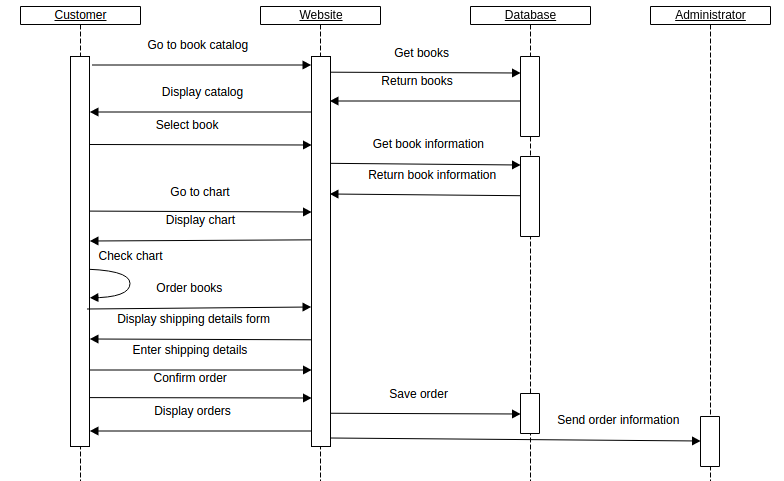 Customer
Website
Database
Administrator
Go to book catalog
Get books
Return books
Display catalog
Select book
Get book information
Return book information
Go to chart
Display chart
Check chart
Order books
Display shipping details form
Enter shipping details
Confirm order
Save order
Display orders
Send order information